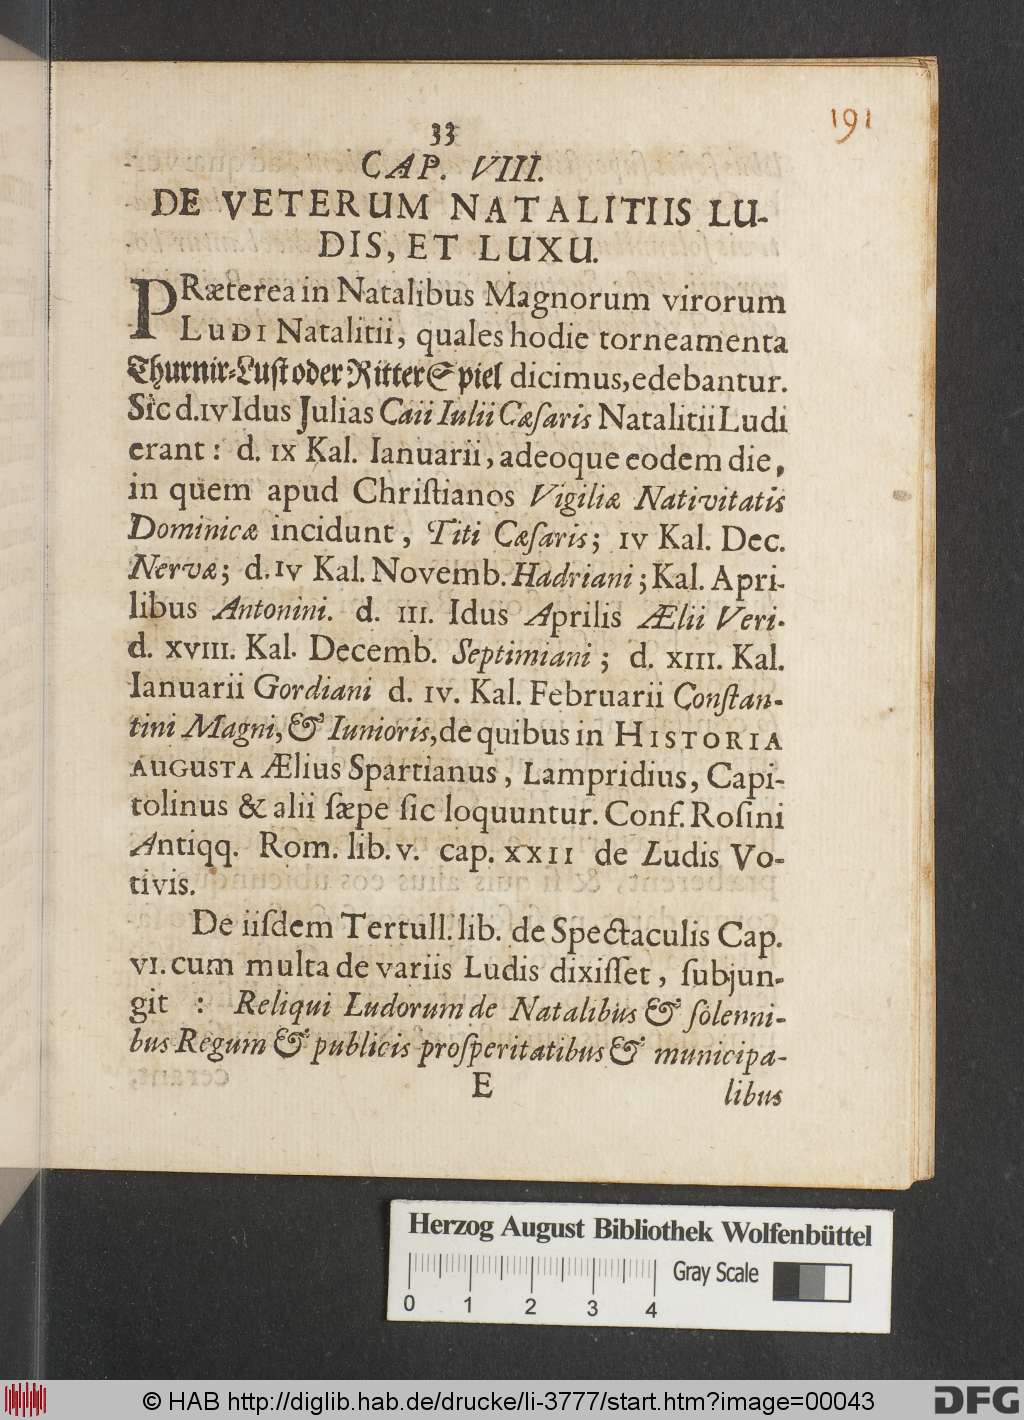 191
33
CAP. VIII.
DE VETERUM NATALITIIS LU-
DIS, ET LUXU.
PRæterea in Natalibus Magnorum virorum
LUDI Natalitii, quales hodie torneamenta
Thurnir-Lust oder Ritter Spiel dicimus, edebantur.
Sic d. IV Idus Julias Caii Iulii Cæſaris Natalitii Ludi
erant: d. IX Kal. Ianuarii, adeoque eodem die,
in quem apud Chriſtianos Vigiliæ Nativitatis
Dominicæ incidunt, Titi Cæſaris; IV Kal. Dec.
Nervæ; d. IV Kal. Novemb. Hadriani; Kal. Apri-
libus Antonini. d. III. Idus Aprilis Ælii Veri.
d. XVIII. Kal. Decemb. Septimiani; d. XIII. Kal.
Ianuarii Gordiani d. IV. Kal. Februarii Conſtan-
tini Magni, & Iunioris, de quibus in HISTORIA
AUGUSTA Ælius Spartianus, Lampridius, Capi-
tolinus & alii ſæpe ſic loquuntur. Conf. Roſini
Antiqq. Rom. lib. V. cap. XXII de Ludis Vo-
tivis.
De iiſdem Tertull. lib. de Spectaculis Cap.
VI. cum multa de variis Ludis dixiſſet, ſubjun-
git : Reliqui Ludorum de Natalibus & ſolenni-
bus Regum & publicis proſperitatibus & municipa-
E
libus
Herzog August Bibliothek Wolfenbüttel
Gray Scale
0 1 2 3 4
© HAB http://diglib.hab.de/drucke/li-3777/start.htm?image=00043
DFG